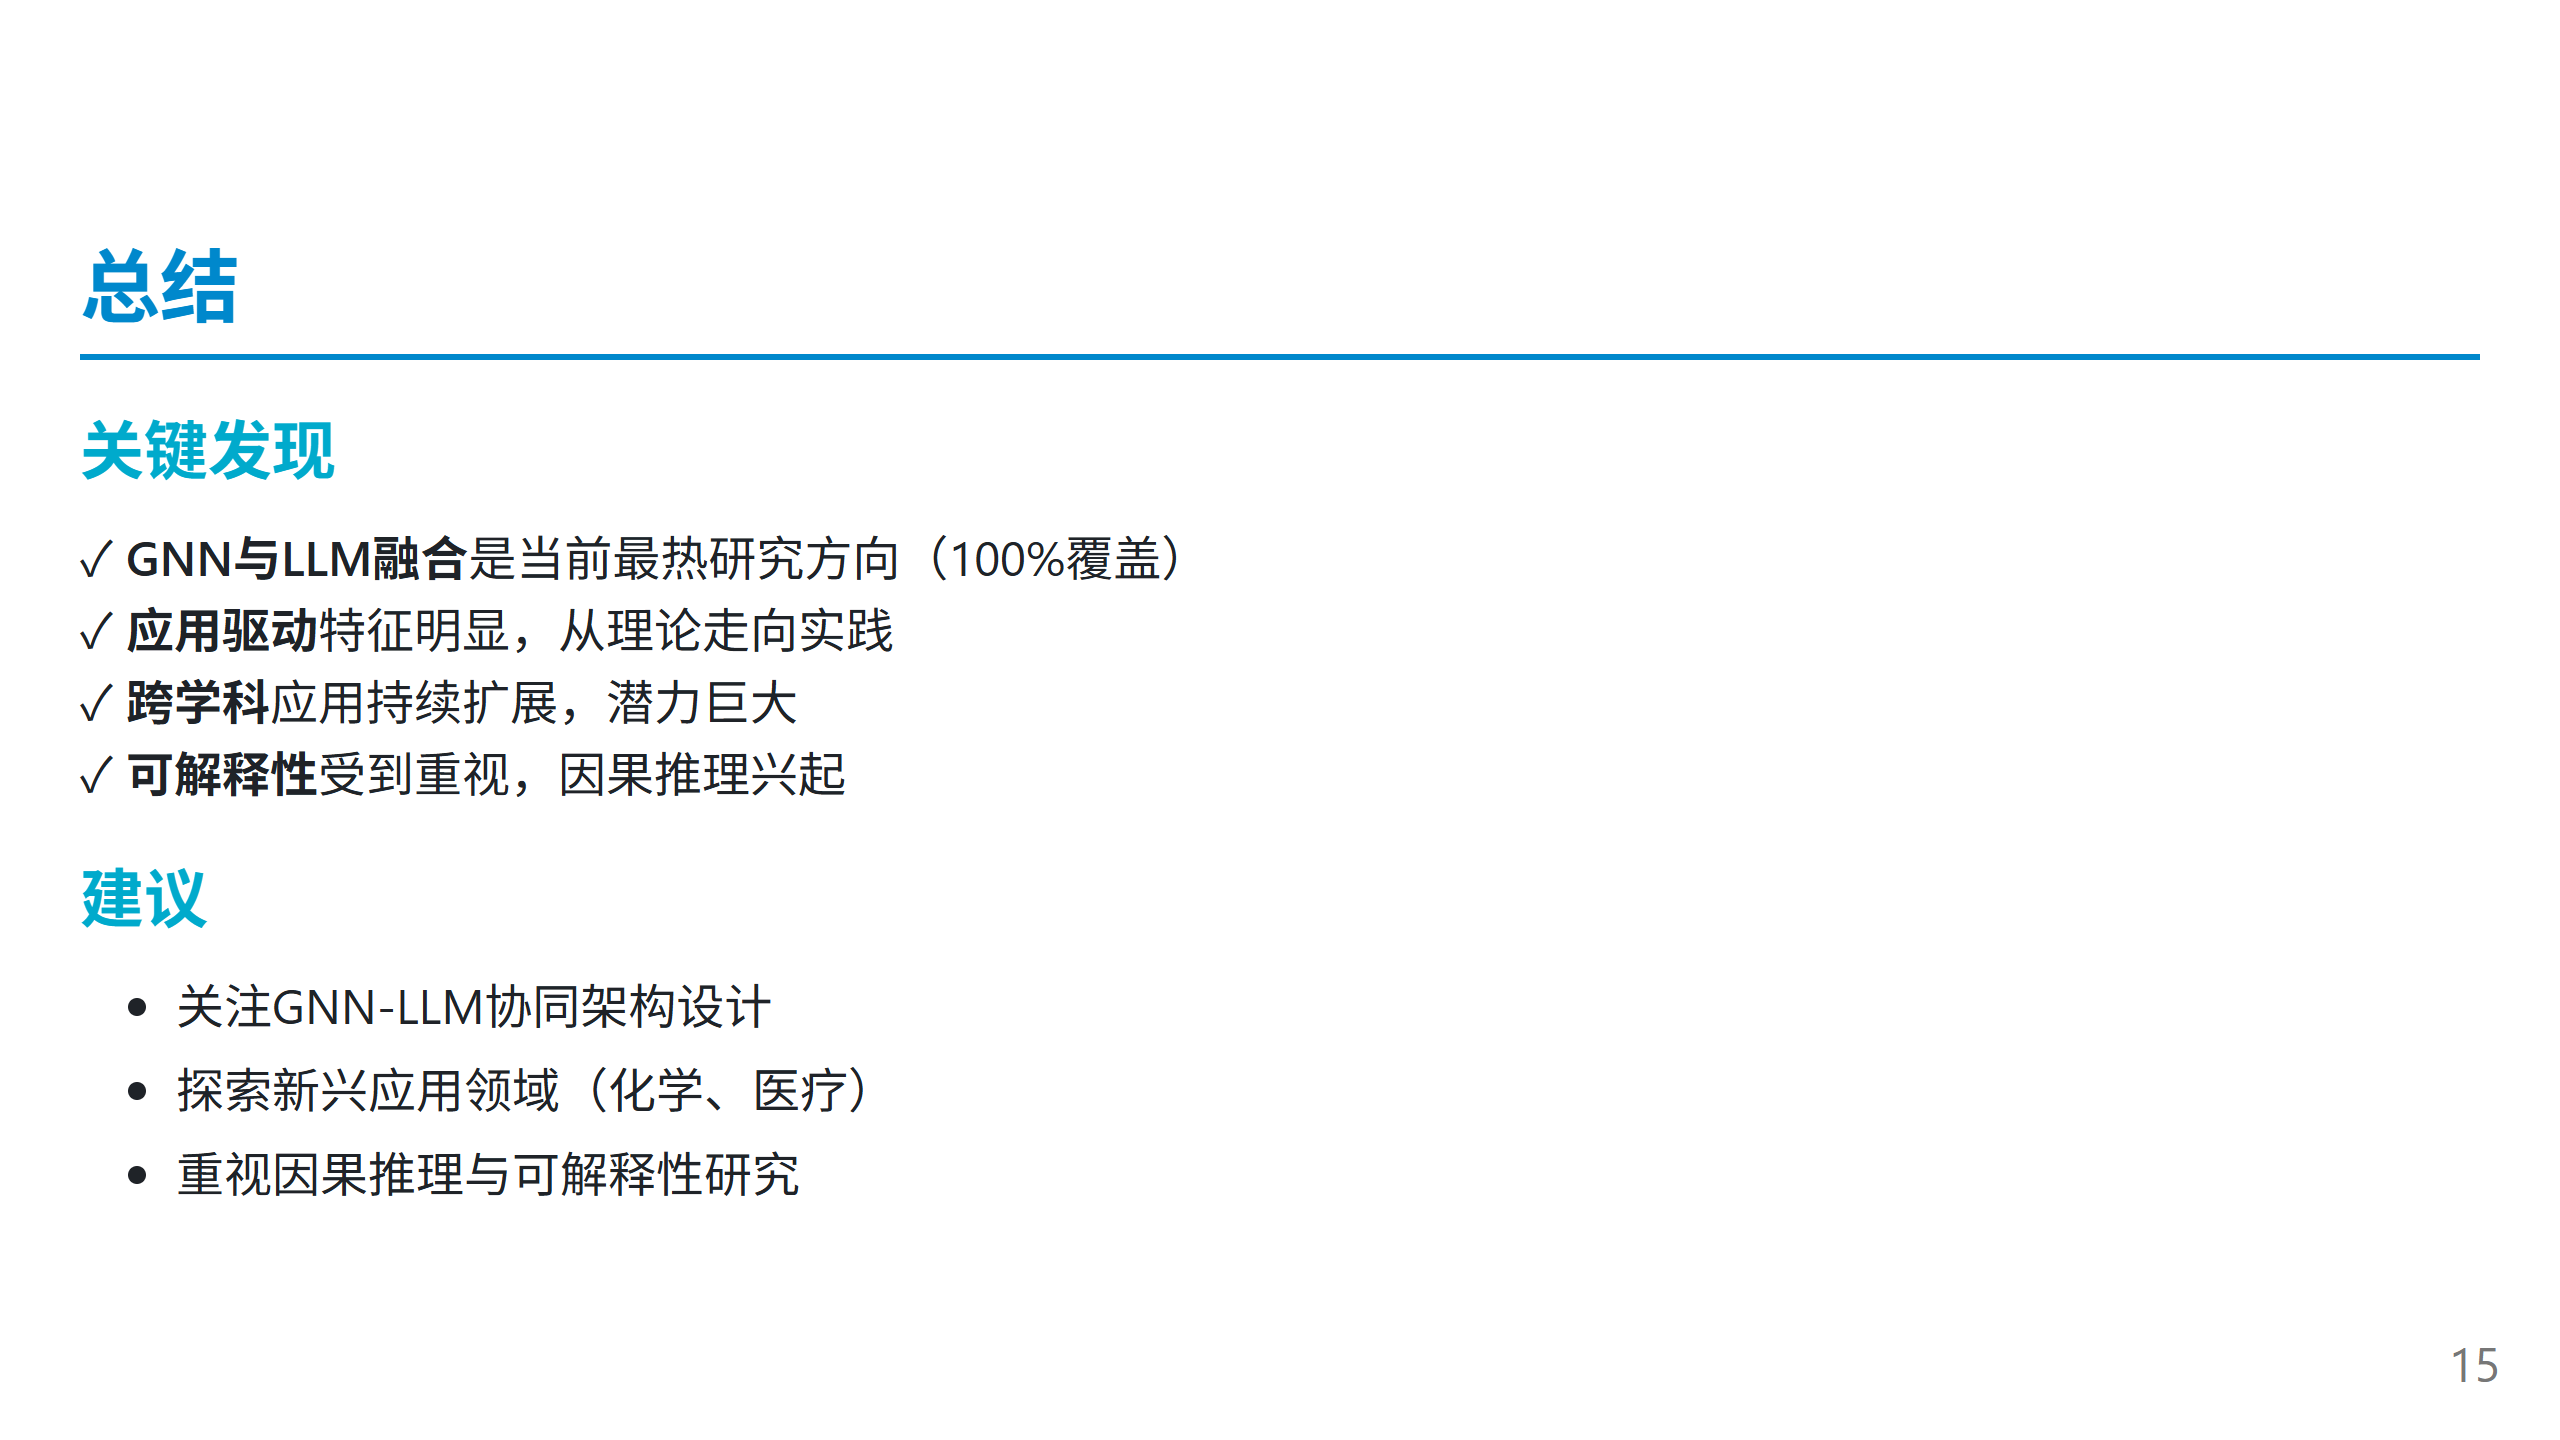 总结
关键发现
✓ GNN与LLM融合是当前最热研究方向（100%覆盖）
✓ 应用驱动特征明显，从理论走向实践
✓ 跨学科应用持续扩展，潜力巨大
✓ 可解释性受到重视，因果推理兴起
建议
• 关注GNN-LLM协同架构设计
• 探索新兴应用领域（化学、医疗）
• 重视因果推理与可解释性研究
15